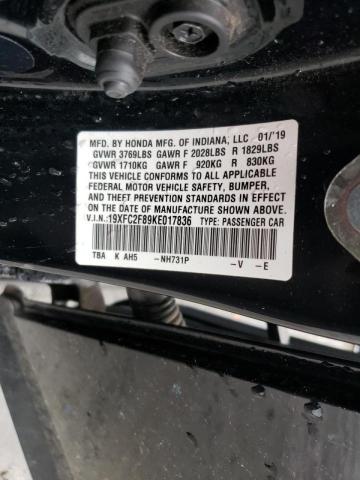 MFD. BY HONDA MFG. OF INDIANA, LLC 01/'19
GVWR 3769LBS GAWR F 2028LBS R 1829LBS
GVWR 1710KG GAWR F 920KG R 830KG
THIS VEHICLE CONFORMS TO ALL APPLICABLE
FEDERAL MOTOR VEHICLE SAFETY, BUMPER,
AND THEFT PREVENTION STANDARDS IN EFFECT ON
THE DATE OF MANUFACTURE SHOWN ABOVE.
V.I.N.:19XFC2F89KE017836 TYPE: PASSENGER CAR
TBA K AH5 -NH731P -V -E